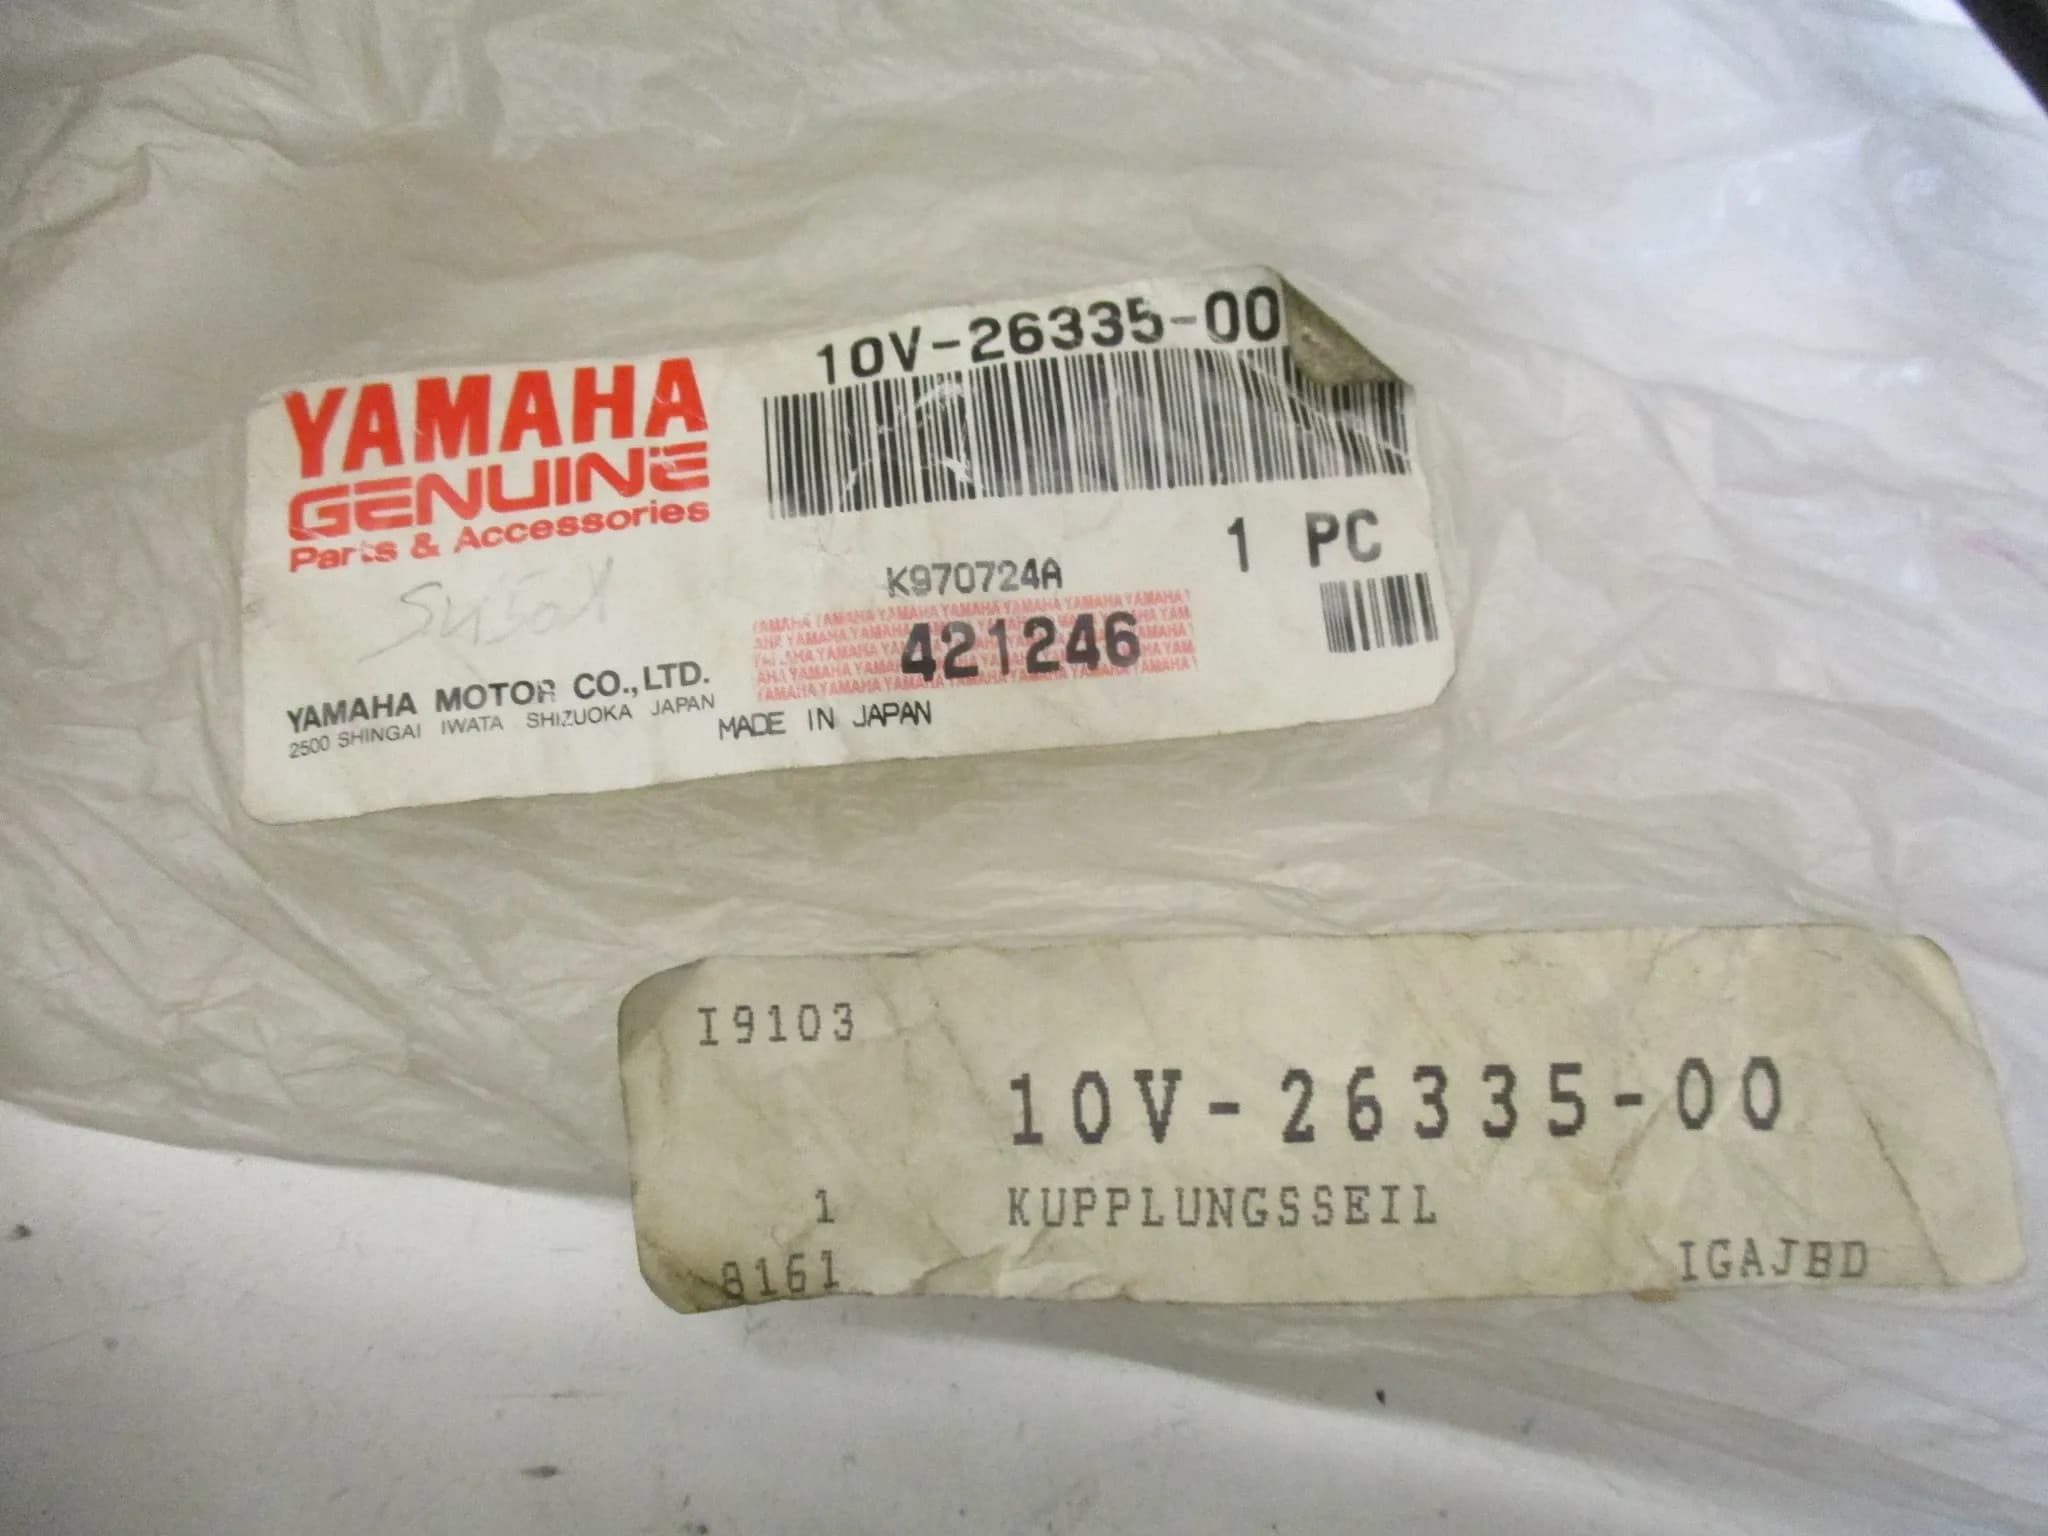 10V-26335-00
YAMAHA
GENUINE
Parts & Accessories
1 PC
K970724A
421246
YAMAHA MOTOR CO., LTD.
2500 SHINGAI IWATA SHIZUOKA JAPAN
MADE IN JAPAN
I9103
10V-26335-00
1 KUPPLUNGSSEIL
8161 IGAJBD